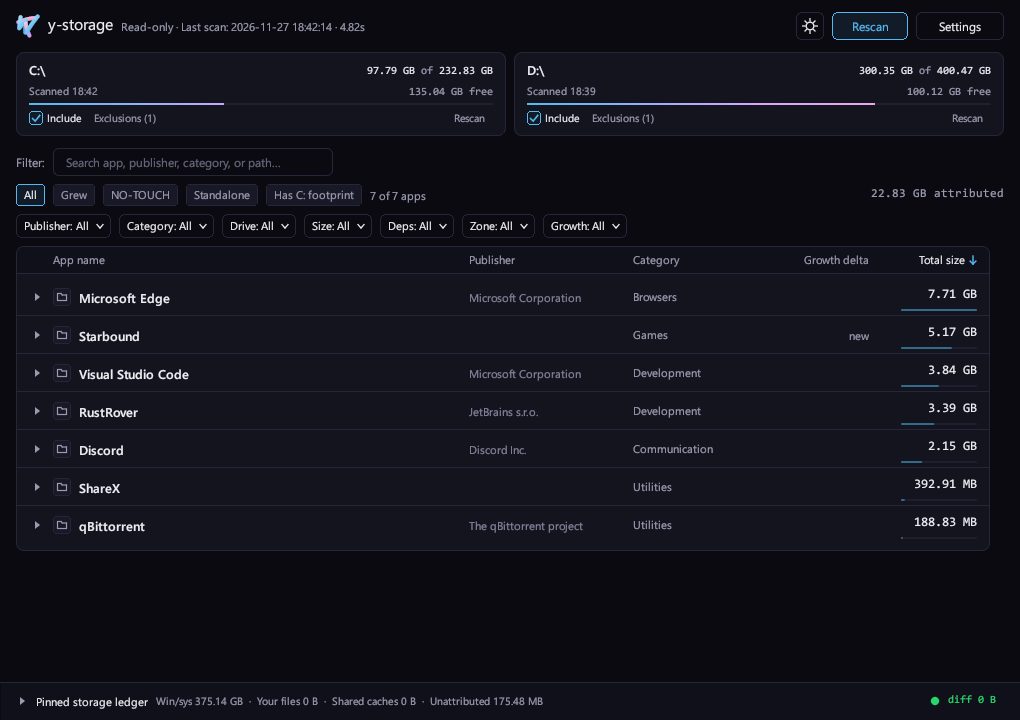 y-storage Read-only · Last scan: 2026-11-27 18:42:14 · 4.82s Rescan Settings
C:\ 97.79 GB of 232.83 GB
Scanned 18:42 135.04 GB free
Include Exclusions (1) Rescan
D:\ 300.35 GB of 400.47 GB
Scanned 18:39 100.12 GB free
Include Exclusions (1) Rescan
Filter: Search app, publisher, category, or path...
All Grew NO-TOUCH Standalone Has C: footprint 7 of 7 apps 22.83 GB attributed
Publisher: All Category: All Drive: All Size: All Deps: All Zone: All Growth: All
App name Publisher Category Growth delta Total size ↓
Microsoft Edge Microsoft Corporation Browsers 7.71 GB
Starbound Games new 5.17 GB
Visual Studio Code Microsoft Corporation Development 3.84 GB
RustRover JetBrains s.r.o. Development 3.39 GB
Discord Discord Inc. Communication 2.15 GB
ShareX Utilities 392.91 MB
qBittorrent The qBittorrent project Utilities 188.83 MB
Pinned storage ledger Win/sys 375.14 GB · Your files 0 B · Shared caches 0 B · Unattributed 175.48 MB diff 0 B